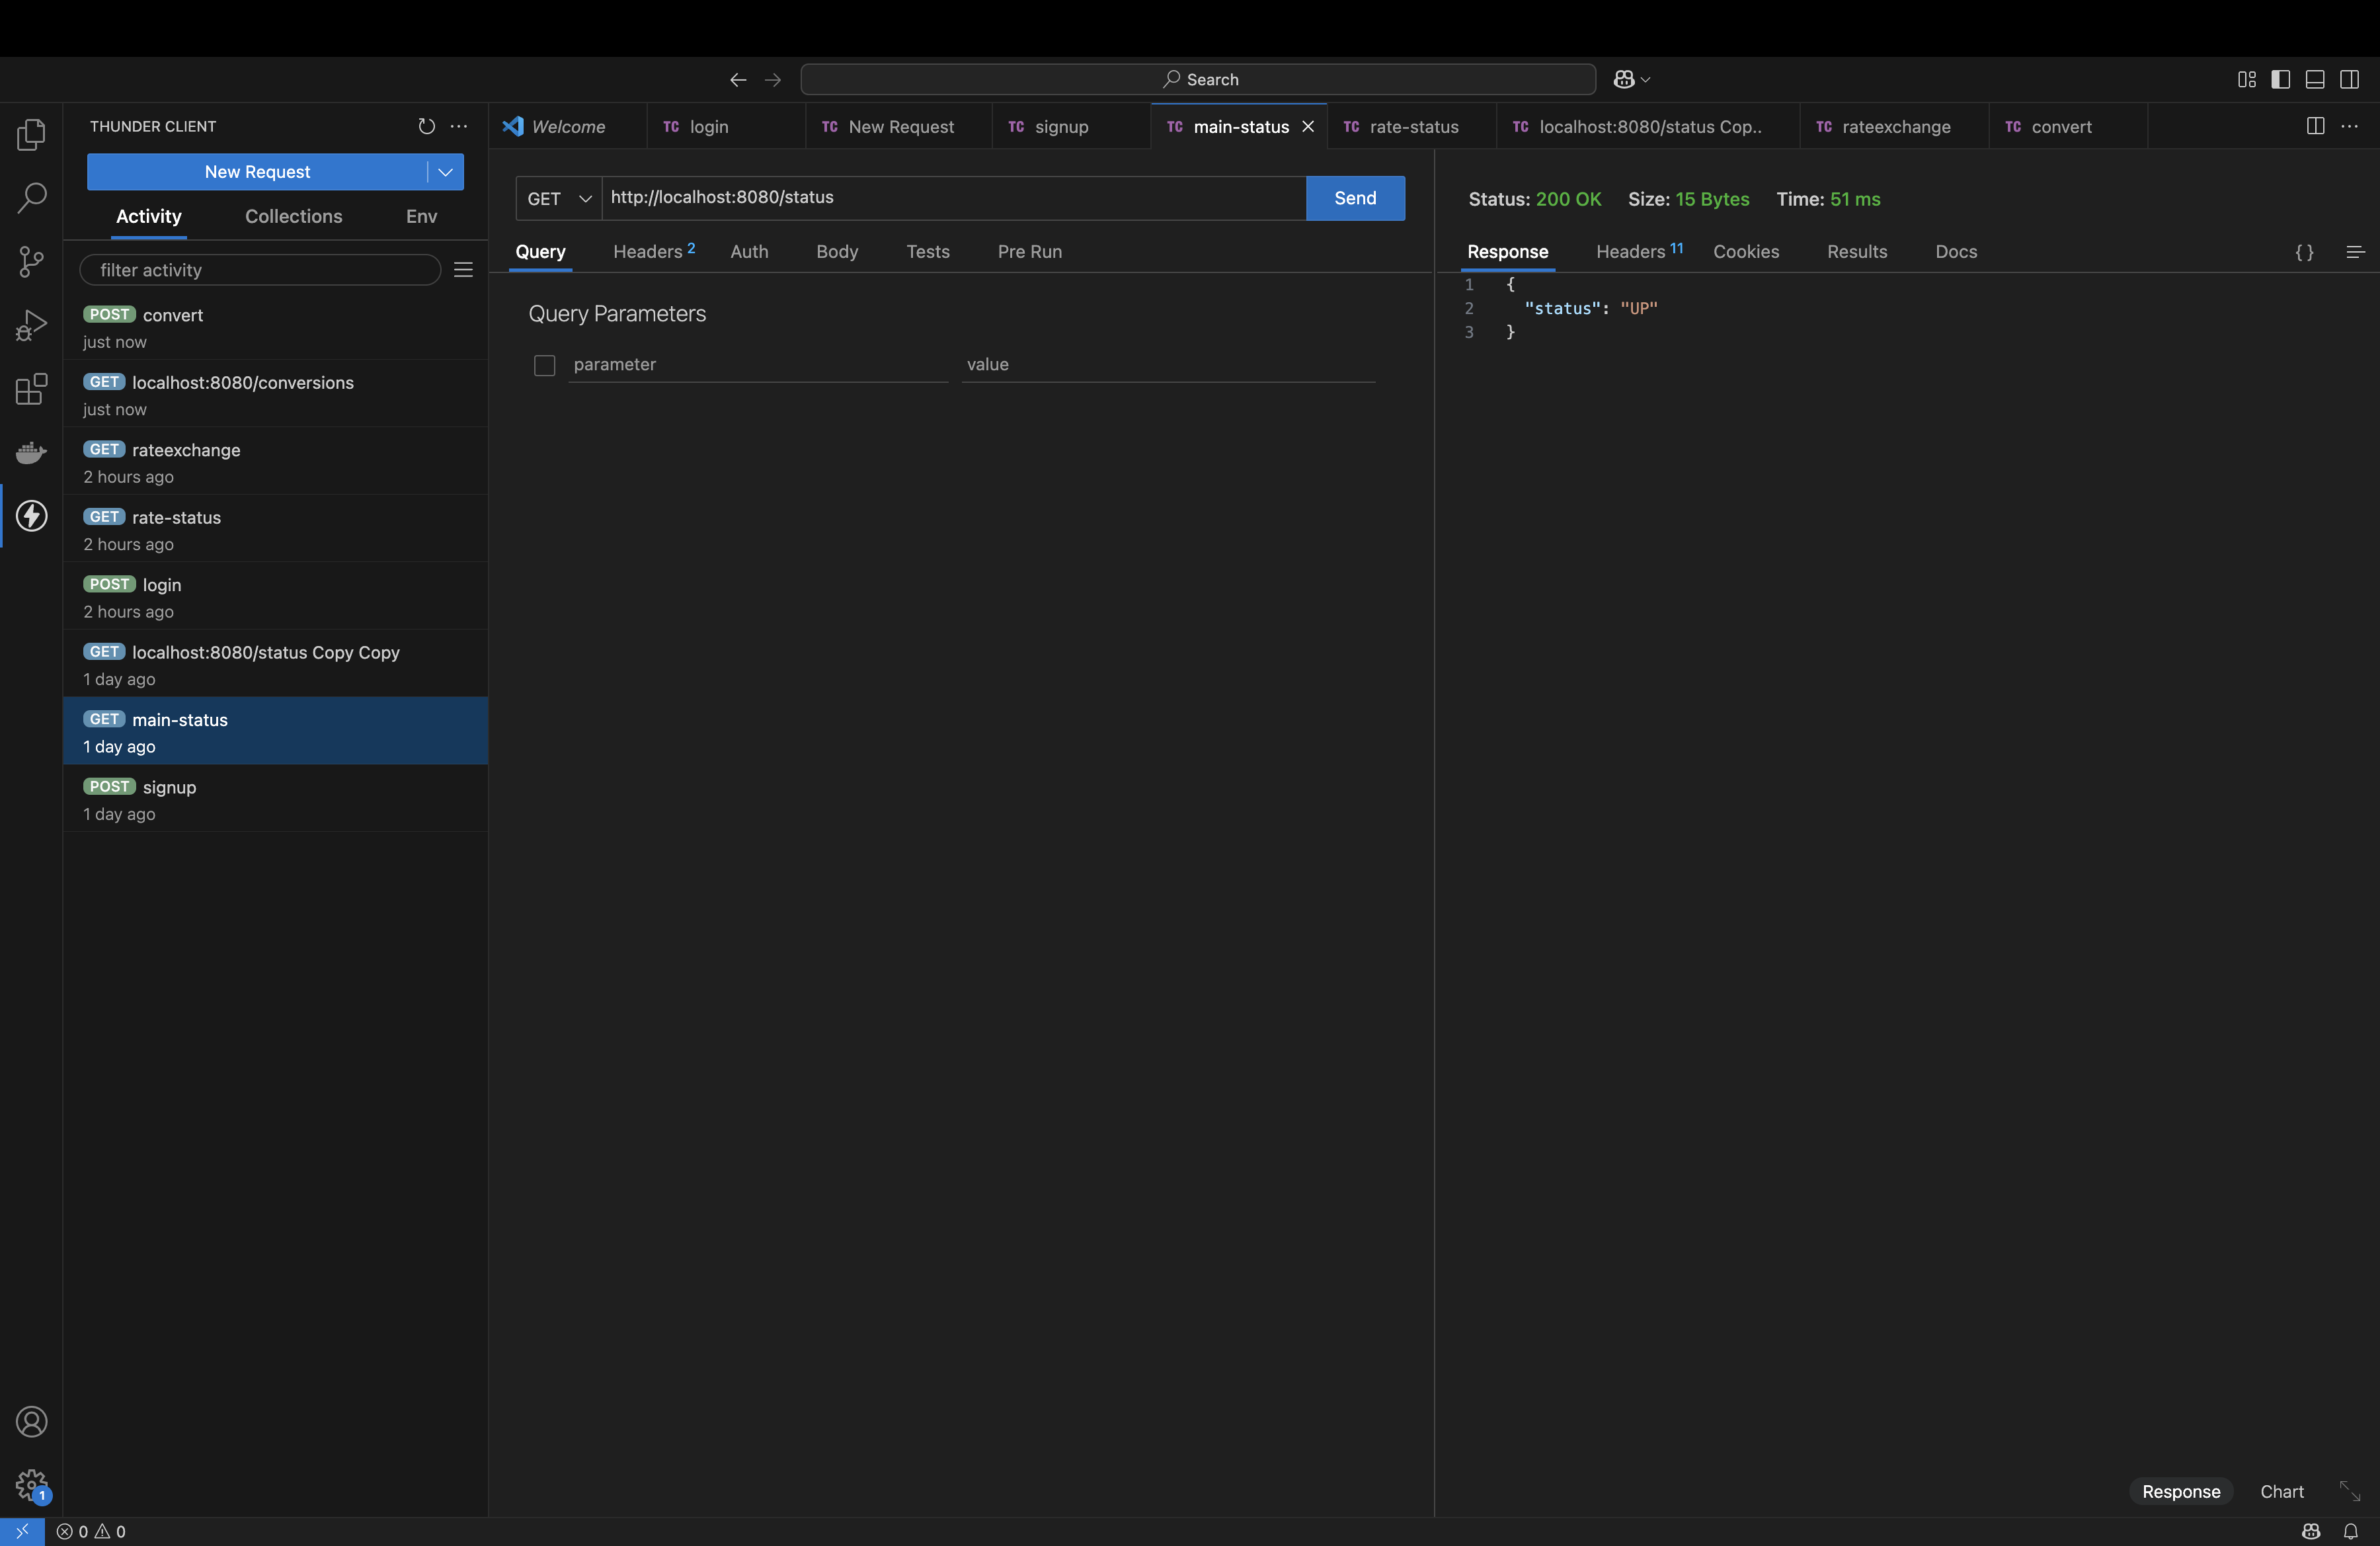 Search
THUNDER CLIENT
New Request
Activity Collections Env
filter activity
POST convert
just now
GET localhost:8080/conversions
just now
GET rateexchange
2 hours ago
GET rate-status
2 hours ago
POST login
2 hours ago
GET localhost:8080/status Copy Copy
1 day ago
GET main-status
1 day ago
POST signup
1 day ago
Welcome TC login TC New Request TC signup TC main-status TC rate-status TC localhost:8080/status Cop.. TC rateexchange TC convert
GET http://localhost:8080/status Send
Query Headers 2 Auth Body Tests Pre Run
Query Parameters
parameter value
Status: 200 OK Size: 15 Bytes Time: 51 ms
Response Headers 11 Cookies Results Docs { }
1 {
2 "status": "UP"
3 }
Response Chart
1
0 0